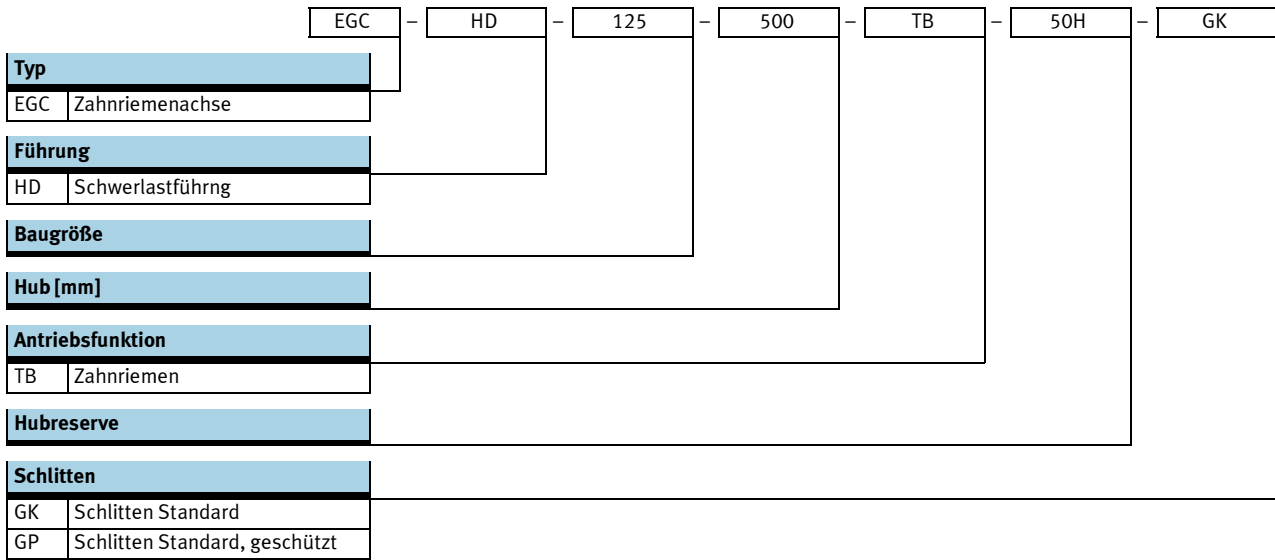 EGC – HD – 125 – 500 – TB – 50H – GK
Typ
EGC Zahnriemenachse
Führung
HD Schwerlastführng
Baugröße
Hub [mm]
Antriebsfunktion
TB Zahnriemen
Hubreserve
Schlitten
GK Schlitten Standard
GP Schlitten Standard, geschützt